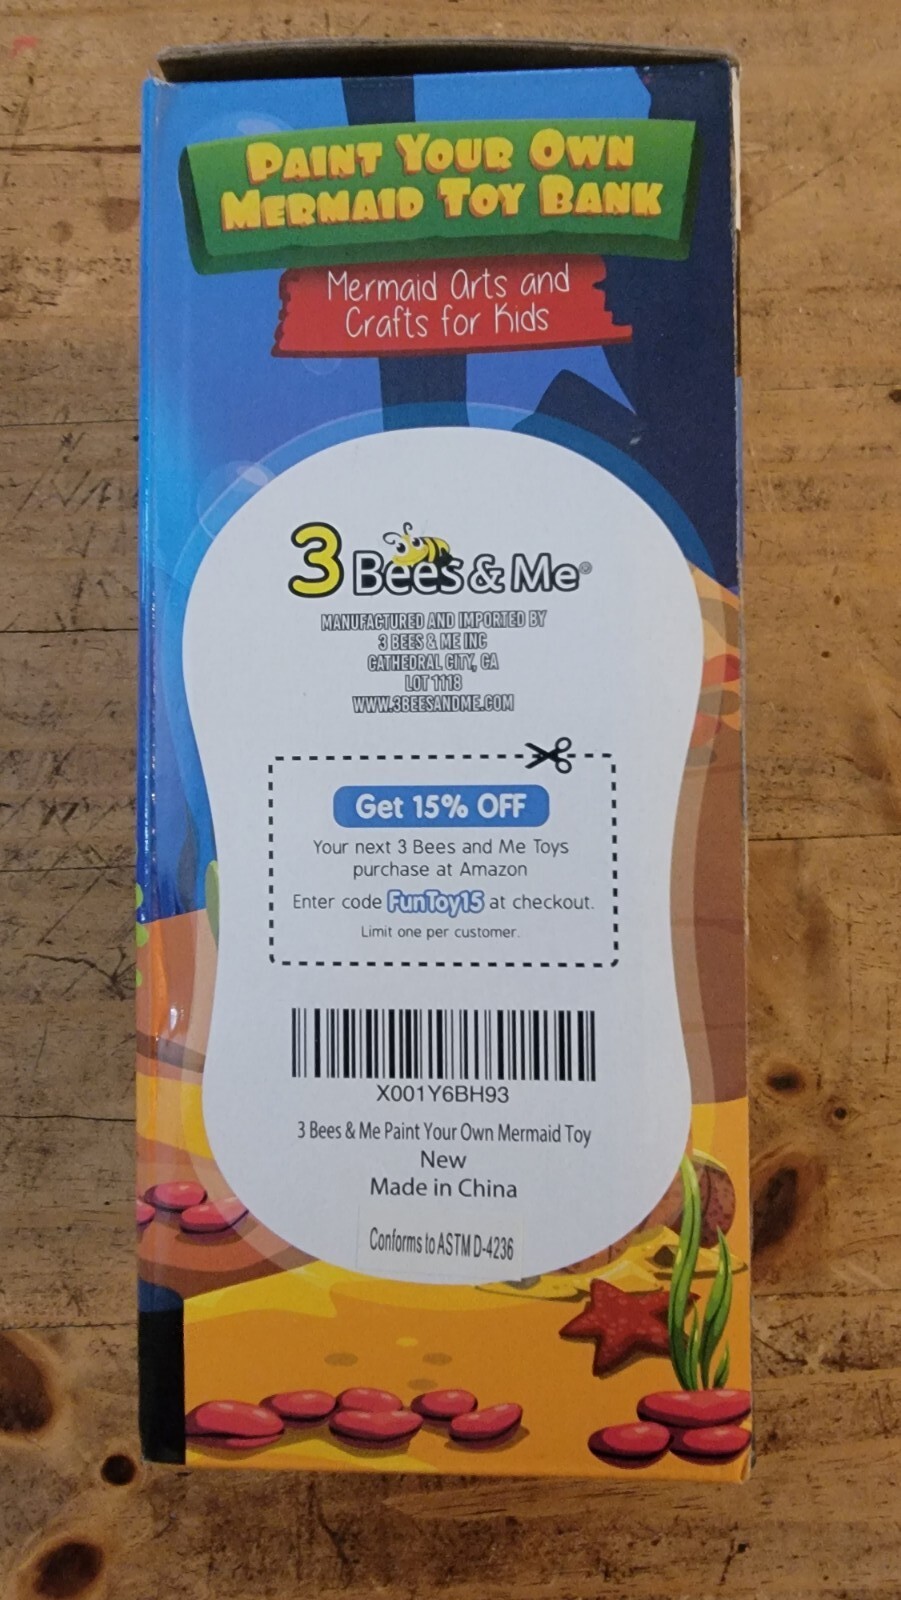 PAINT YOUR OWN
MERMAID TOY BANK
Mermaid Arts and
Crafts for Kids
3 Bees & Me®
MANUFACTURED AND IMPORTED BY
3 BEES & ME INC
CATHEDRAL CITY, CA
LOT 1118
WWW.3BEESANDME.COM
Get 15% OFF
Your next 3 Bees and Me Toys
purchase at Amazon
Enter code FunToy15 at checkout.
Limit one per customer.
X001Y6BH93
3 Bees & Me Paint Your Own Mermaid Toy
New
Made in China
Conforms to ASTM D-4236